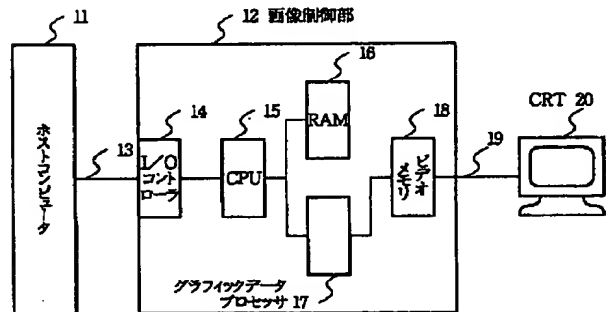 11
12 画像制御部
16
14
15
18
CRT 20
RAM
13
I/O
コント
ローラ
CPU
ホストコンピュータ
ビデオ
メモリ
19
グラフィックデータ
プロセッサ 17